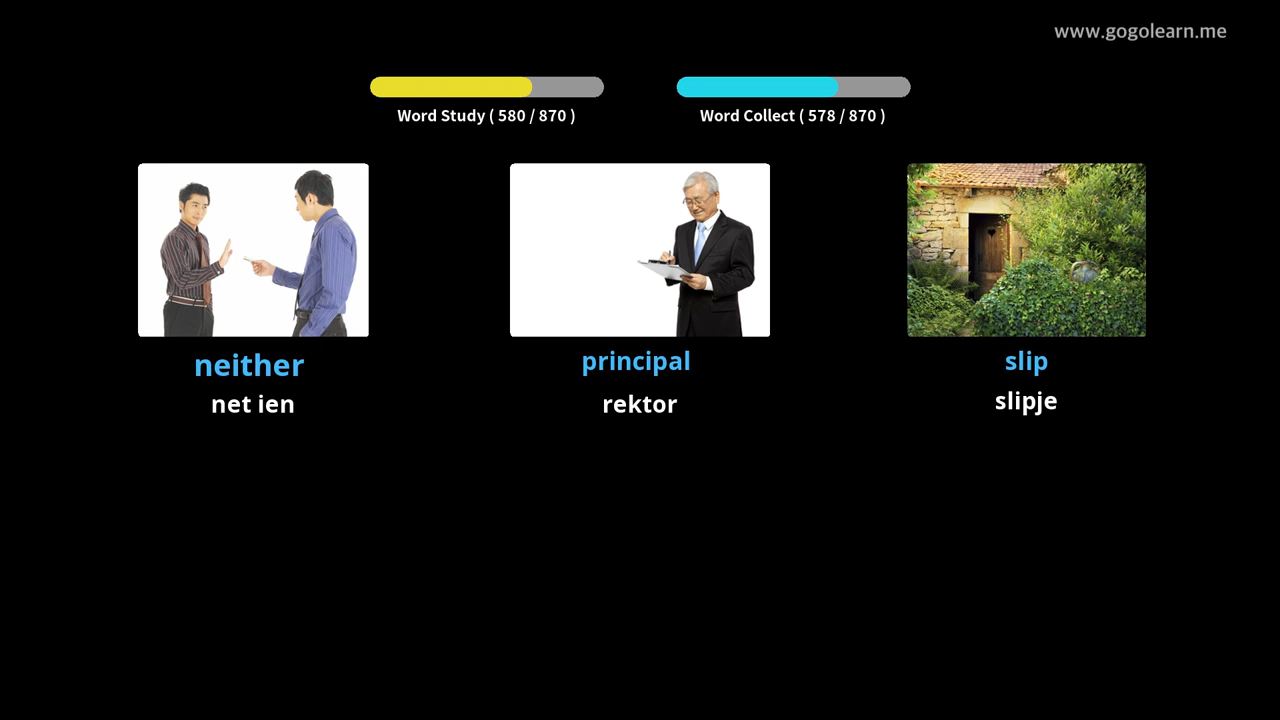 www.gogolearn.me
Word Study ( 580 / 870 )
Word Collect ( 578 / 870 )
neither
net ien
principal
rektor
slip
slipje